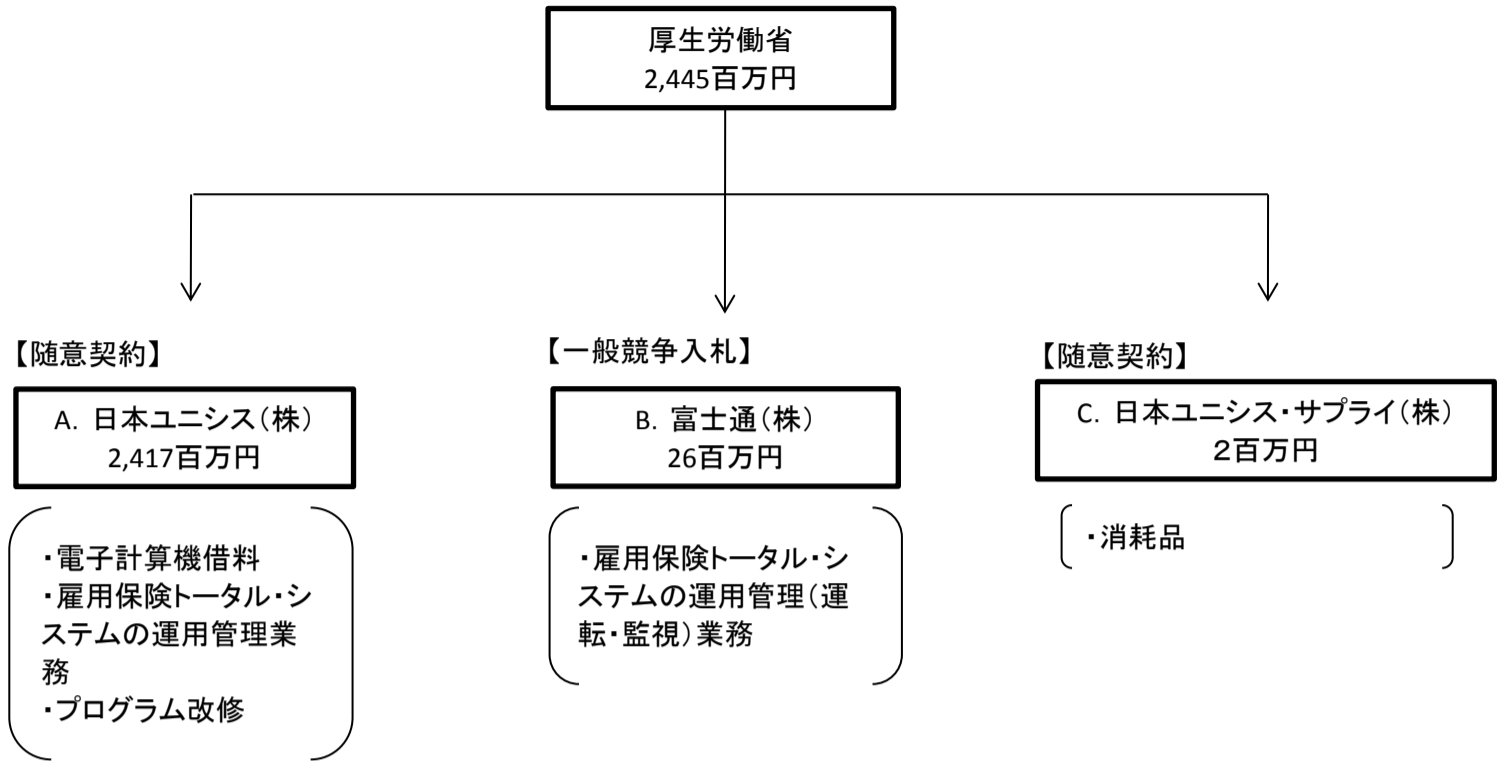 厚生労働省
2,445百万円
【随意契約】
A. 日本ユニシス（株）
2,417百万円
・電子計算機借料
・雇用保険トータル・シ
ステムの運用管理業
務
・プログラム改修
【一般競争入札】
B. 富士通（株）
26百万円
・雇用保険トータル・シ
ステムの運用管理（運
転・監視）業務
【随意契約】
C. 日本ユニシス・サプライ（株）
２百万円
・消耗品